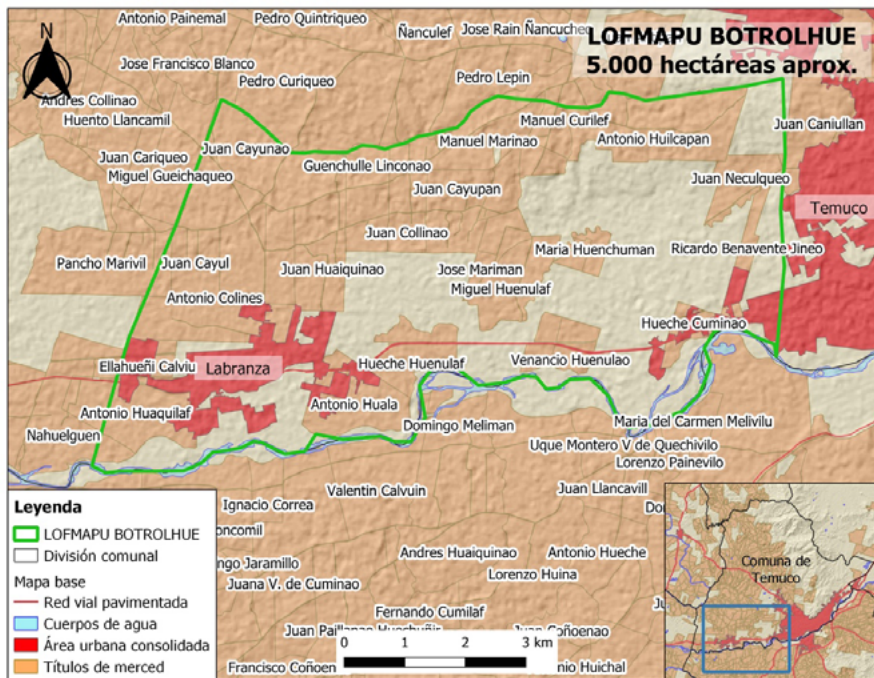 N
LOFMAPU BOTROLHUE
5.000 hectáreas aprox.
Antonio Painemal
Pedro Quintriqueo
Ñanculef
Jose Rain Ñancucheo
Jose Francisco Blanco
Pedro Curiqueo
Pedro Lepin
Andres Collinao
Huento Llancamil
Manuel Curilef
Juan Caniullan
Juan Cayunao
Manuel Marinao
Antonio Huilcapan
Juan Cariqueo
Guenchulle Linconao
Miguel Gueichaqueo
Juan Cayupan
Juan Neculqueo
Temuco
Juan Collinao
Maria Huenchuman
Ricardo Benavente Jineo
Pancho Marivil
Juan Cayul
Juan Huaiquinao
Jose Mariman
Miguel Huenulaf
Antonio Colines
Hueche Cuminao
Ellahueñi Calviu
Labranza
Hueche Huenulaf
Venancio Huenulao
Antonio Huaquilaf
Antonio Huala
Domingo Meliman
Maria del Carmen Melivilu
Nahuelguen
Uque Montero V de Quechivilo
Lorenzo Painevilo
Valentin Calvuin
Juan Llancavill
Ignacio Correa
oncomil
Andres Huaiquinao
Antonio Hueche
ngo Jaramillo
Lorenzo Huina
Juana V. de Cuminao
Fernando Cumilaf
Francisco Coñoen
onio Huichal
Leyenda
LOFMAPU BOTROLHUE
División comunal
Mapa base
Red vial pavimentada
Cuerpos de agua
Área urbana consolidada
Títulos de merced
0 1 2 3 km
Comuna de
Temuco